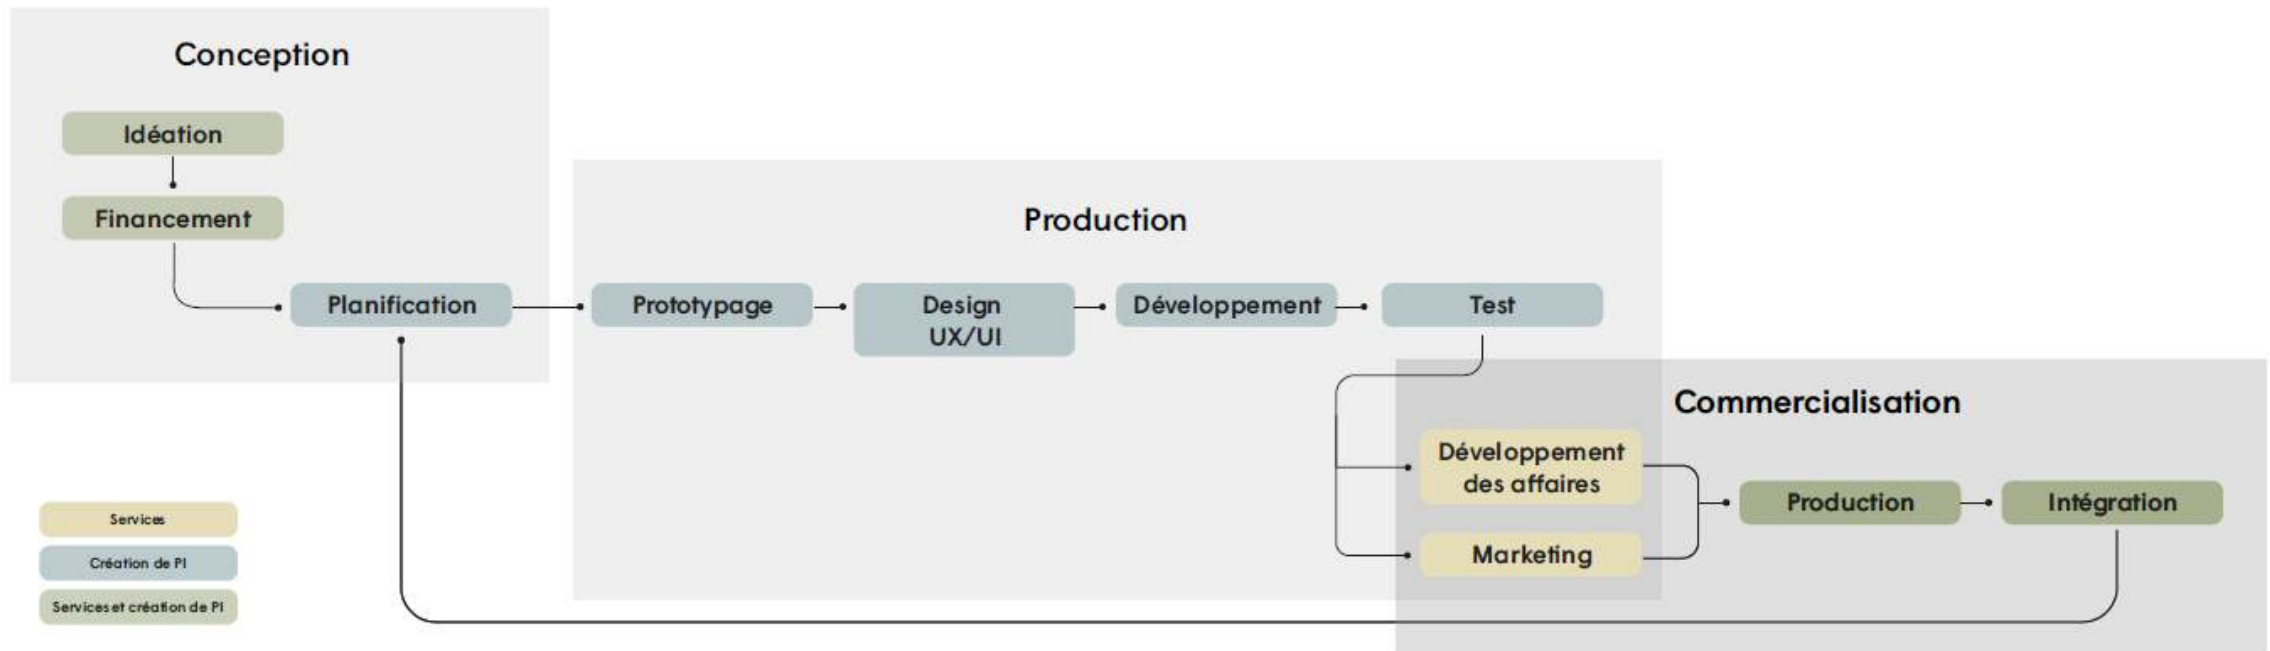 Conception
Idéation
Financement
Planification
Production
Prototypage
Design
UX/UI
Développement
Test
Commercialisation
Développement
des affaires
Marketing
Production
Intégration
Services
Création de PI
Services et création de PI